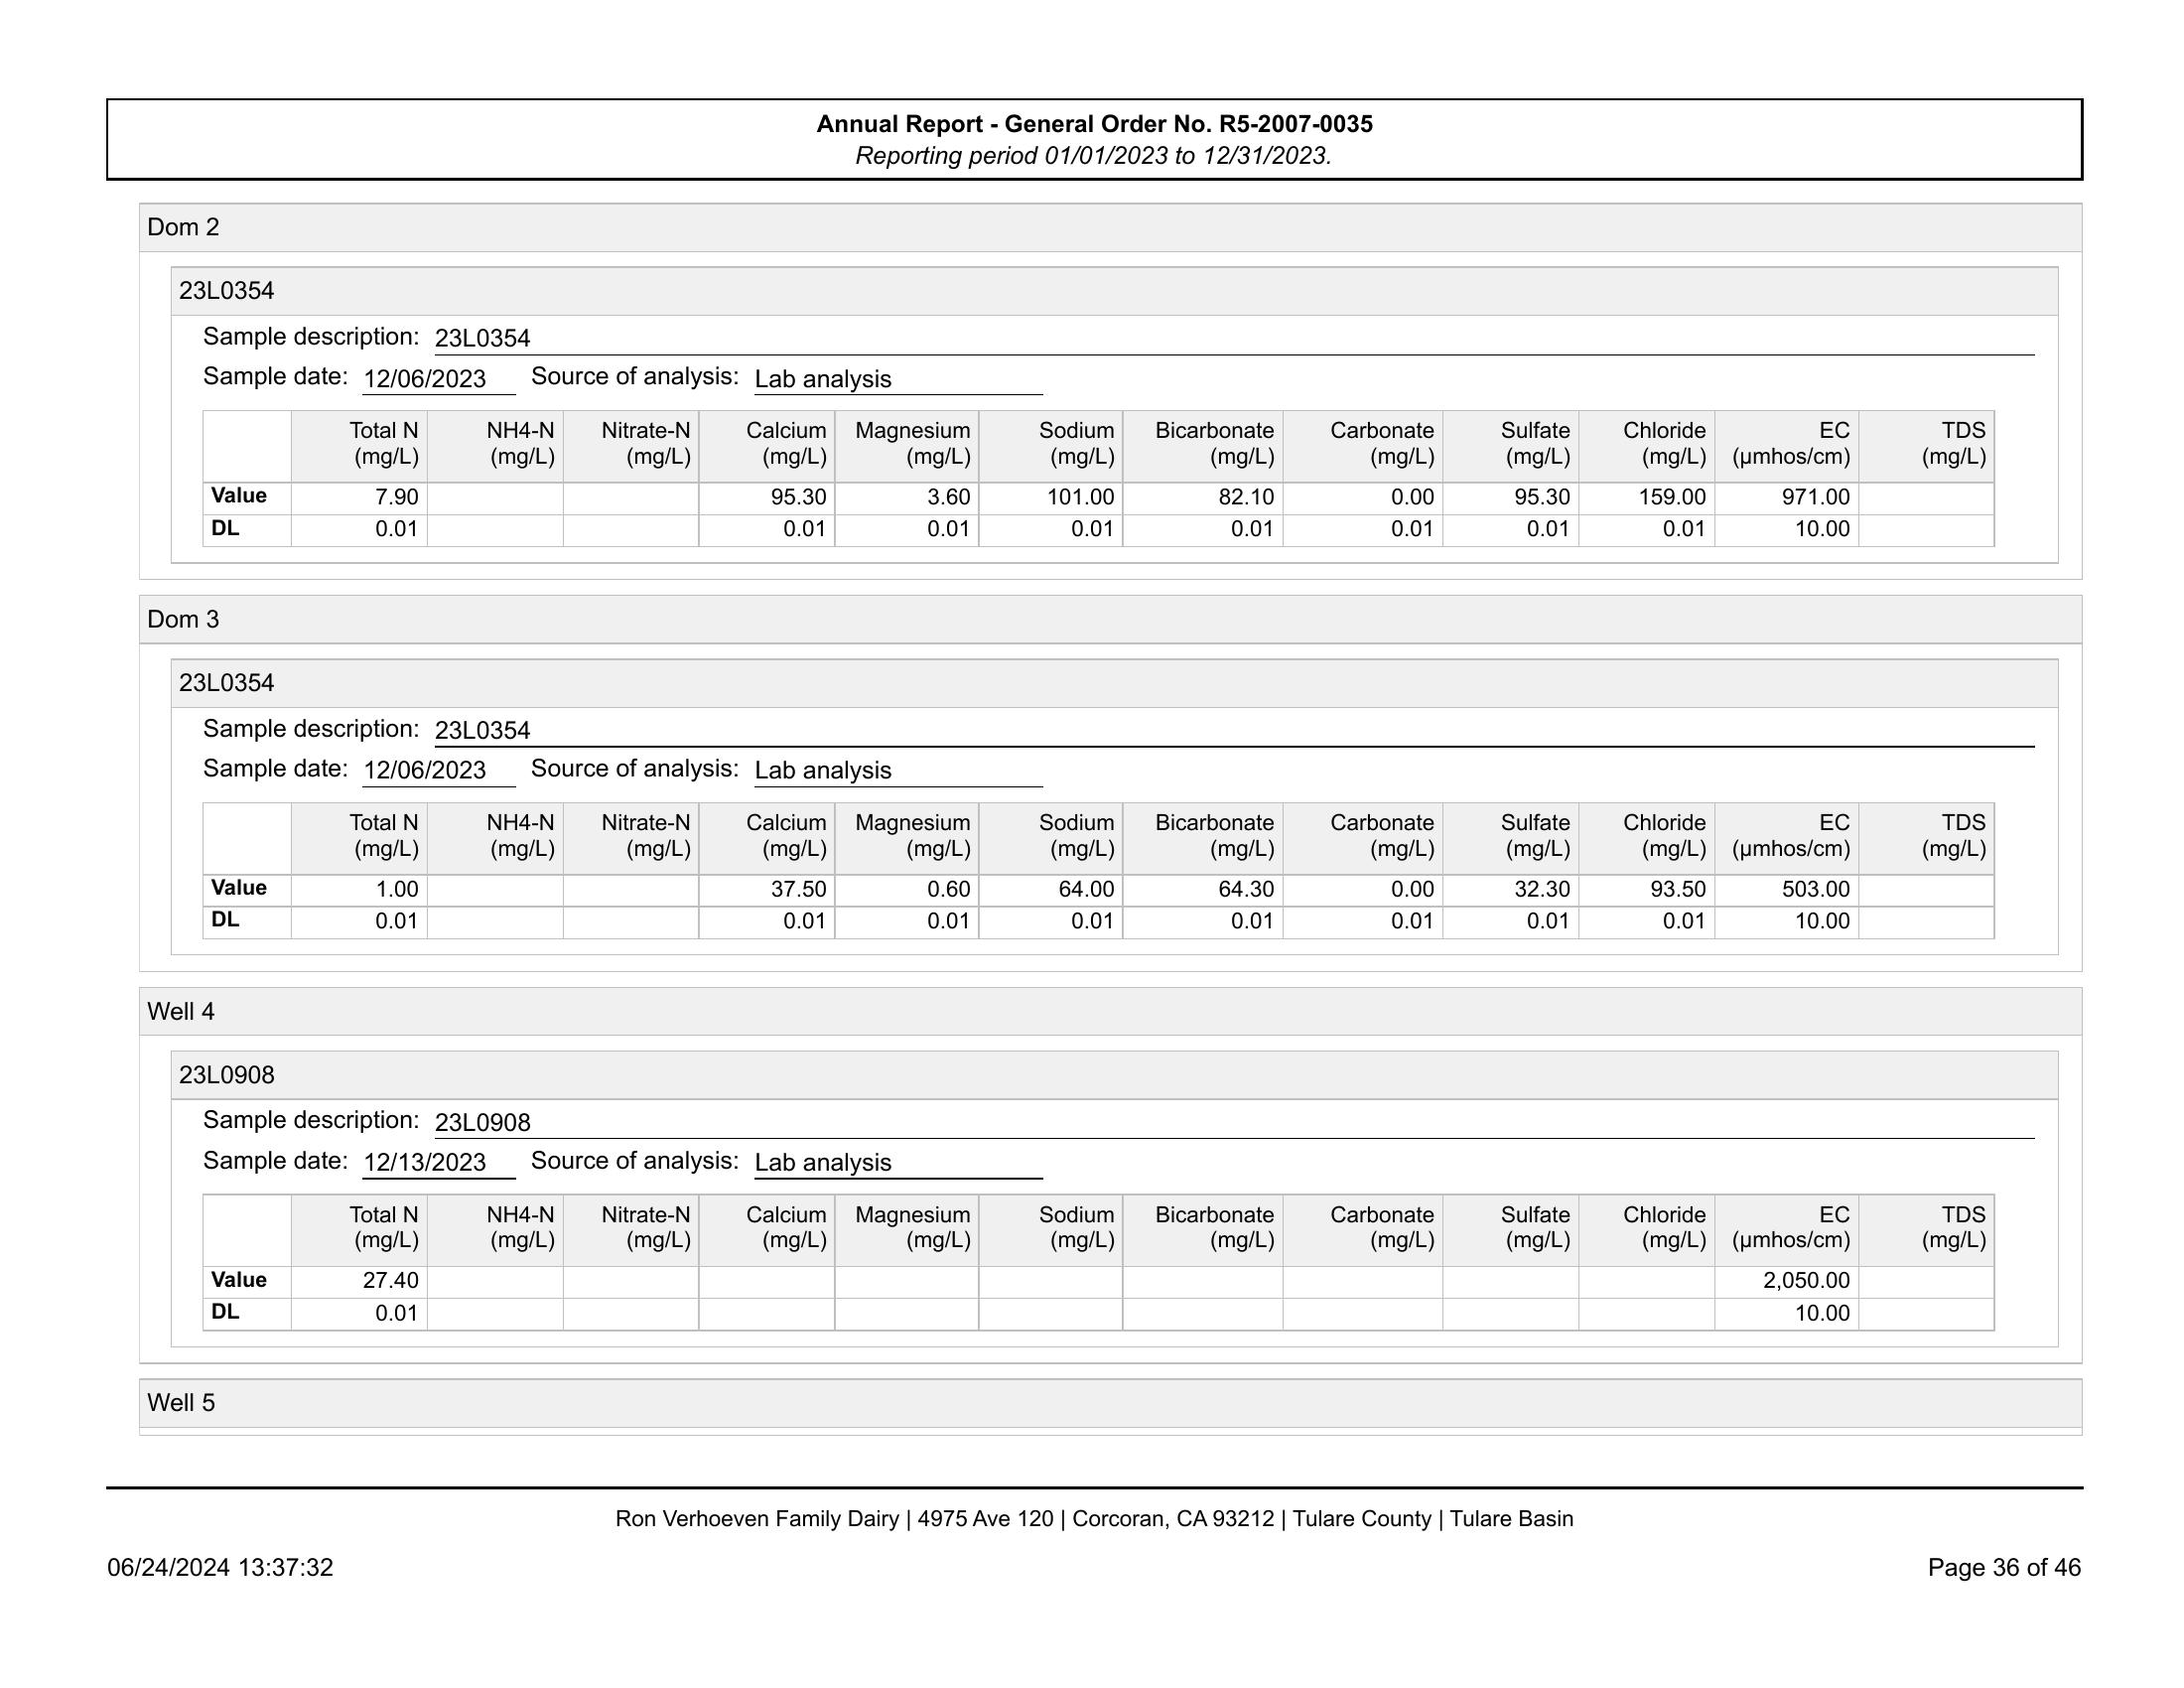 Annual Report - General Order No. R5-2007-0035
Reporting period 01/01/2023 to 12/31/2023.
Dom 2
23L0354
Sample description: 23L0354
Sample date: 12/06/2023 Source of analysis: Lab analysis
Total N NH4-N Nitrate-N Calcium Magnesium Sodium Bicarbonate Carbonate Sulfate Chloride EC TDS
(mg/L) (mg/L) (mg/L) (mg/L) (mg/L) (mg/L) (mg/L) (mg/L) (mg/L) (mg/L) (µmhos/cm) (mg/L)
Value 7.90 95.30 3.60 101.00 82.10 0.00 95.30 159.00 971.00
DL 0.01 0.01 0.01 0.01 0.01 0.01 0.01 0.01 10.00
Dom 3
23L0354
Sample description: 23L0354
Sample date: 12/06/2023 Source of analysis: Lab analysis
Total N NH4-N Nitrate-N Calcium Magnesium Sodium Bicarbonate Carbonate Sulfate Chloride EC TDS
(mg/L) (mg/L) (mg/L) (mg/L) (mg/L) (mg/L) (mg/L) (mg/L) (mg/L) (mg/L) (µmhos/cm) (mg/L)
Value 1.00 37.50 0.60 64.00 64.30 0.00 32.30 93.50 503.00
DL 0.01 0.01 0.01 0.01 0.01 0.01 0.01 0.01 10.00
Well 4
23L0908
Sample description: 23L0908
Sample date: 12/13/2023 Source of analysis: Lab analysis
Total N NH4-N Nitrate-N Calcium Magnesium Sodium Bicarbonate Carbonate Sulfate Chloride EC TDS
(mg/L) (mg/L) (mg/L) (mg/L) (mg/L) (mg/L) (mg/L) (mg/L) (mg/L) (mg/L) (µmhos/cm) (mg/L)
Value 27.40 2,050.00
DL 0.01 10.00
Well 5
Ron Verhoeven Family Dairy | 4975 Ave 120 | Corcoran, CA 93212 | Tulare County | Tulare Basin
06/24/2024 13:37:32 Page 36 of 46